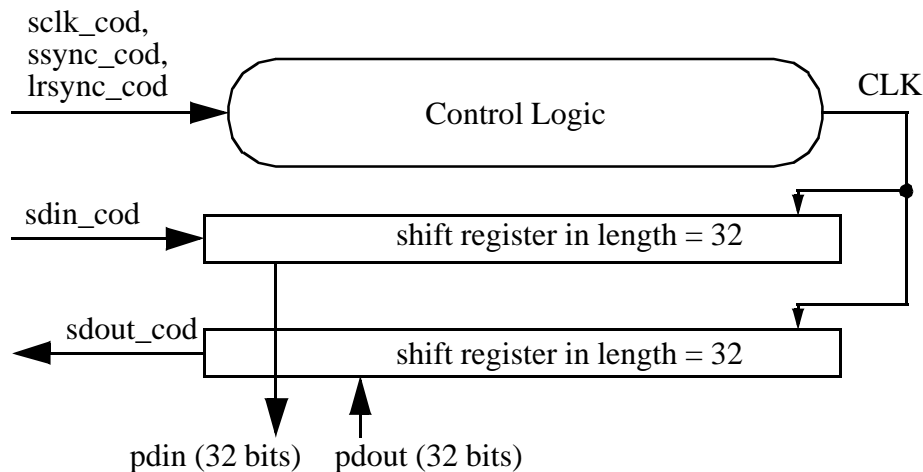 sclk_cod,
ssync_cod,
lrsync_cod
CLK
Control Logic
sdin_cod
shift register in length = 32
sdout_cod
shift register in length = 32
pdin (32 bits)
pdout (32 bits)